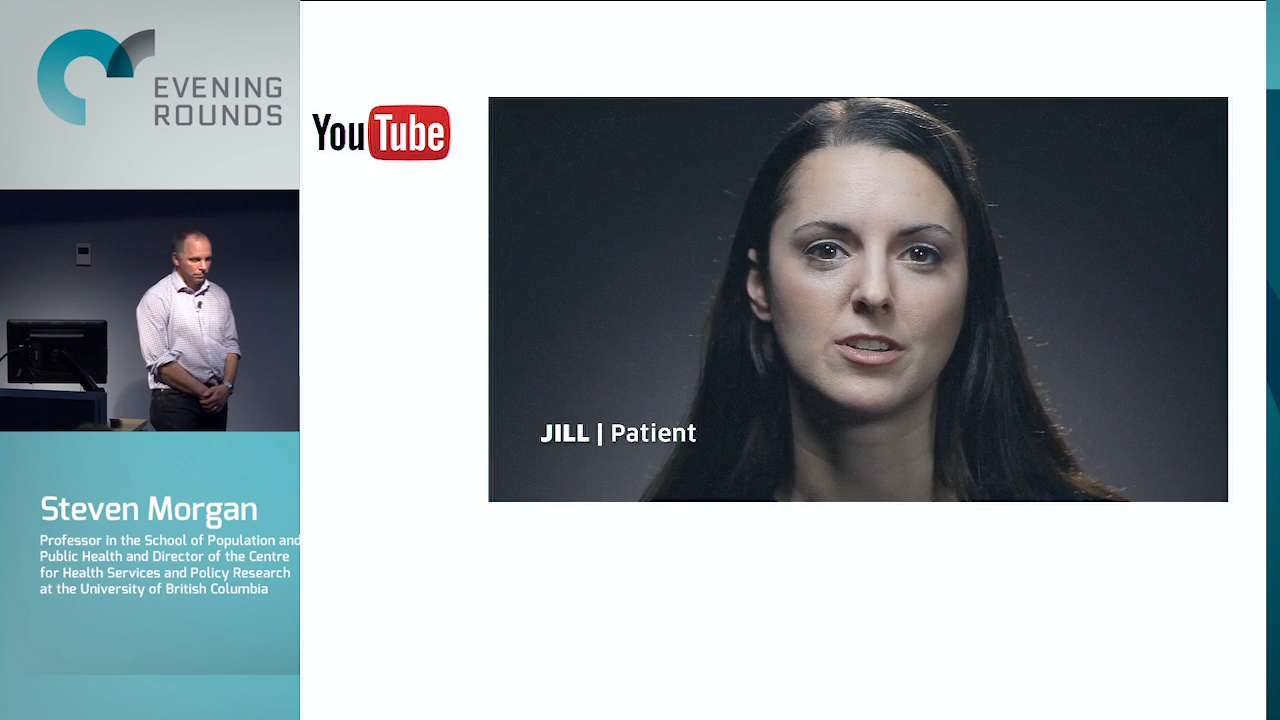 EVENING
ROUNDS
YouTube
JILL | Patient
Steven Morgan
Professor in the School of Population and
Public Health and Director of the Centre
for Health Services and Policy Research
at the University of British Columbia